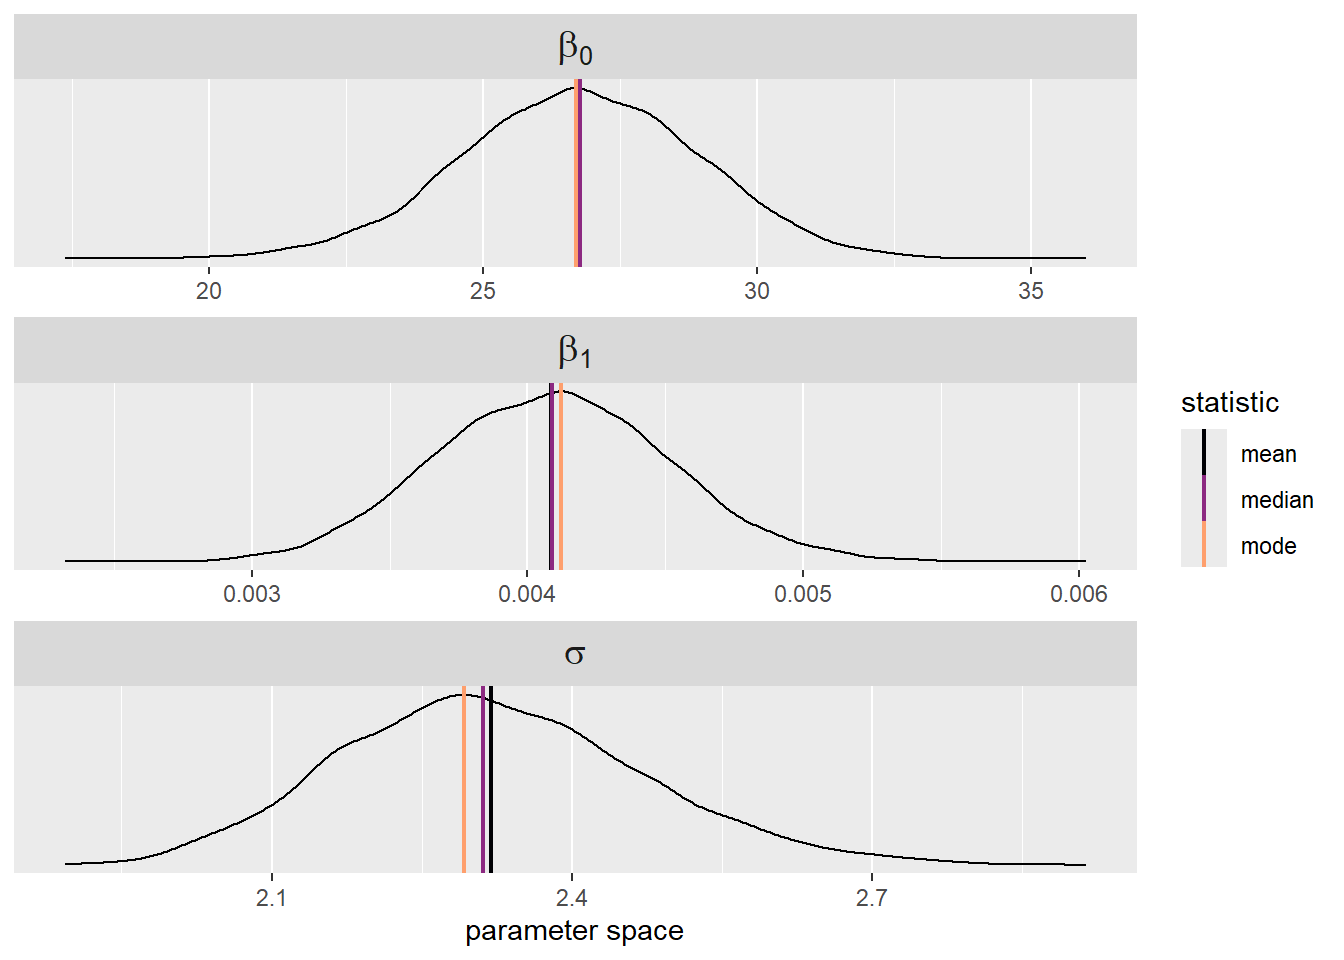 β0
20 25 30 35
β1
0.003 0.004 0.005 0.006
σ
2.1 2.4 2.7
parameter space
statistic
mean
median
mode